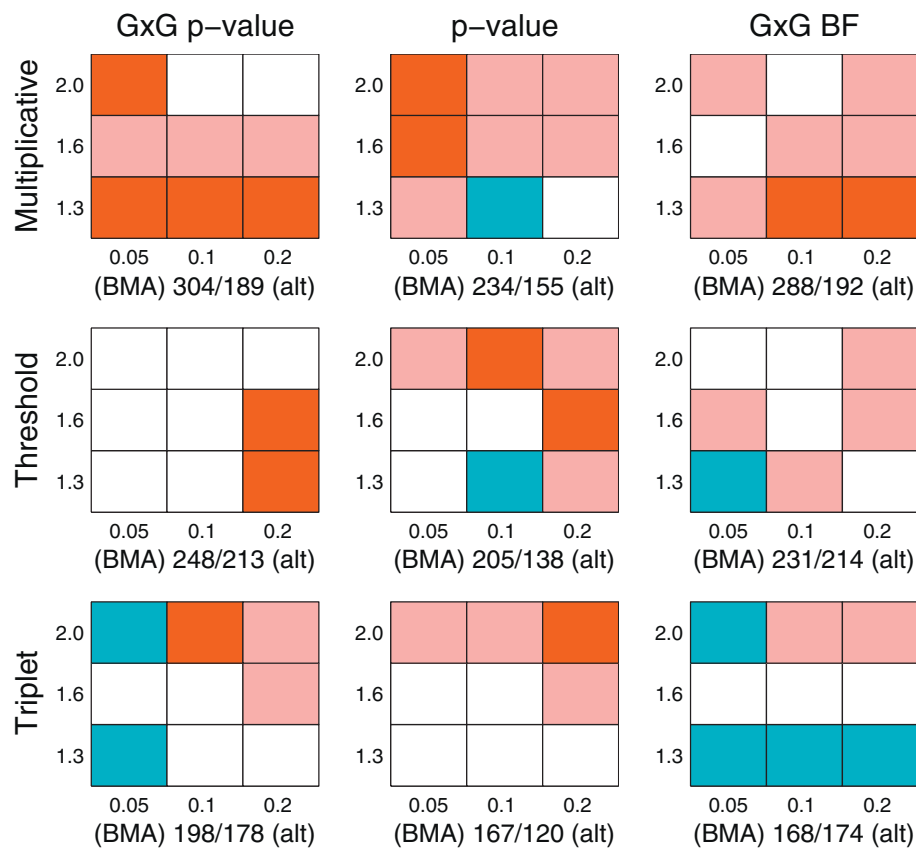 GxG p−value p−value GxG BF
Multiplicative
2.0 2.0 2.0
1.6 1.6 1.6
1.3 1.3 1.3
0.05 0.1 0.2 0.05 0.1 0.2 0.05 0.1 0.2
(BMA) 304/189 (alt) (BMA) 234/155 (alt) (BMA) 288/192 (alt)
Threshold
2.0 2.0 2.0
1.6 1.6 1.6
1.3 1.3 1.3
0.05 0.1 0.2 0.05 0.1 0.2 0.05 0.1 0.2
(BMA) 248/213 (alt) (BMA) 205/138 (alt) (BMA) 231/214 (alt)
Triplet
2.0 2.0 2.0
1.6 1.6 1.6
1.3 1.3 1.3
0.05 0.1 0.2 0.05 0.1 0.2 0.05 0.1 0.2
(BMA) 198/178 (alt) (BMA) 167/120 (alt) (BMA) 168/174 (alt)